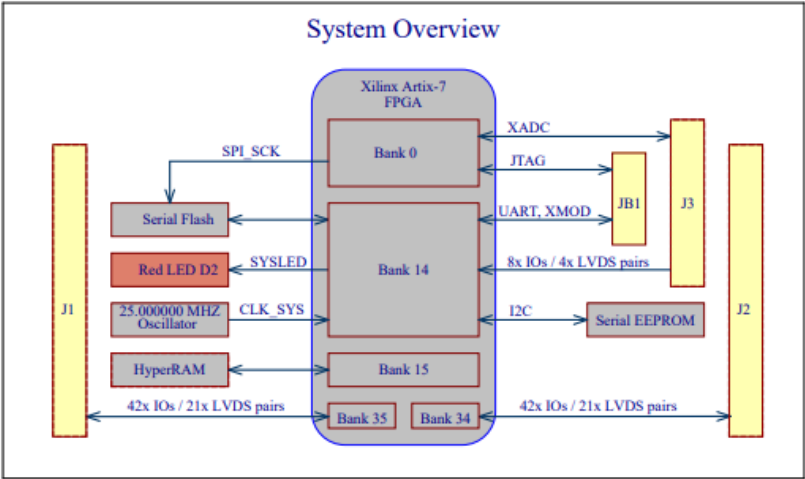 System Overview
Xilinx Artix-7
FPGA
XADC
SPI_SCK
Bank 0
JTAG
JB1
J3
Serial Flash
UART, XMOD
Red LED D2
SYSLED
Bank 14
8x IOs / 4x LVDS pairs
J1
25.000000 MHZ
Oscillator
CLK_SYS
I2C
Serial EEPROM
J2
HyperRAM
Bank 15
42x IOs / 21x LVDS pairs
Bank 35
Bank 34
42x IOs / 21x LVDS pairs